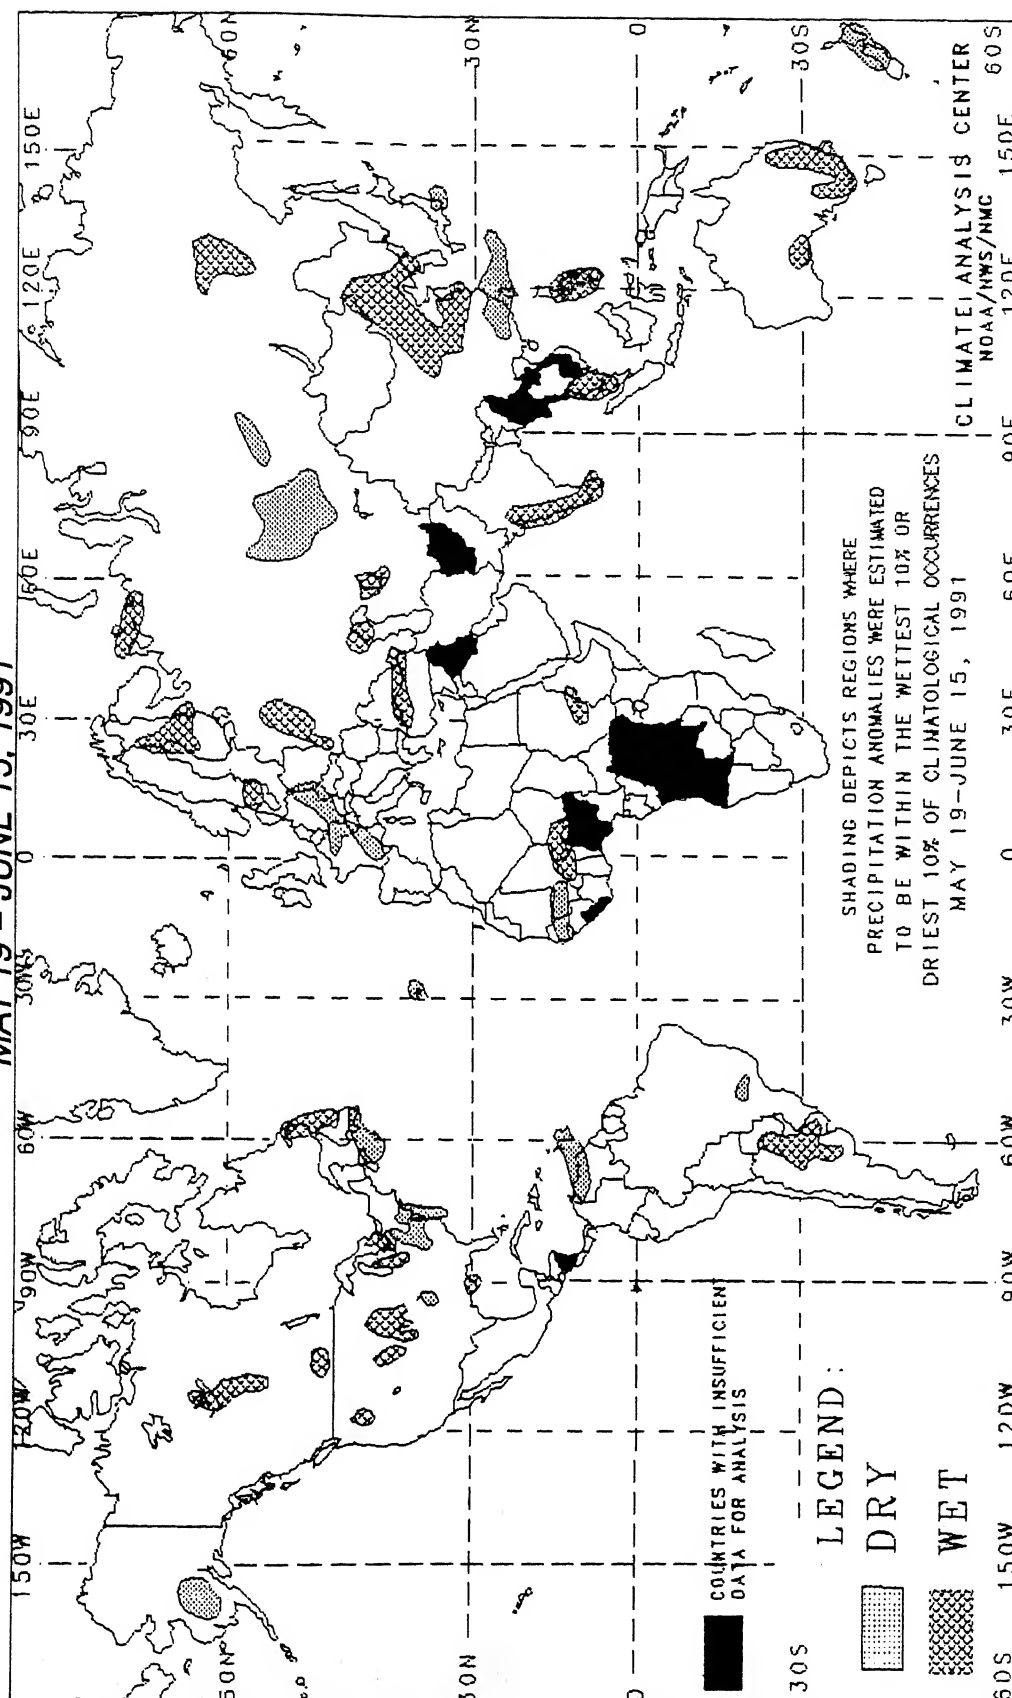 MAY 19 - JUNE 15, 1991
150W 120W 90W 60W 30W 0 30E 60E 90E 120E 150E
60N 60N
30N 30N
0 0
30S 30S
60S 60S
COUNTRIES WITH INSUFFICIENT
DATA FOR ANALYSIS
LEGEND:
DRY
WET
SHADING DEPICTS REGIONS WHERE
PRECIPITATION ANOMALIES WERE ESTIMATED
TO BE WITHIN THE WETTEST 10% OR
DRIEST 10% OF CLIMATOLOGICAL OCCURRENCES
MAY 19-JUNE 15, 1991
CLIMATE ANALYSIS CENTER
NOAA/NWS/NMC
150W 120W 90W 60W 30W 0 30E 60E 90E 120E 150E